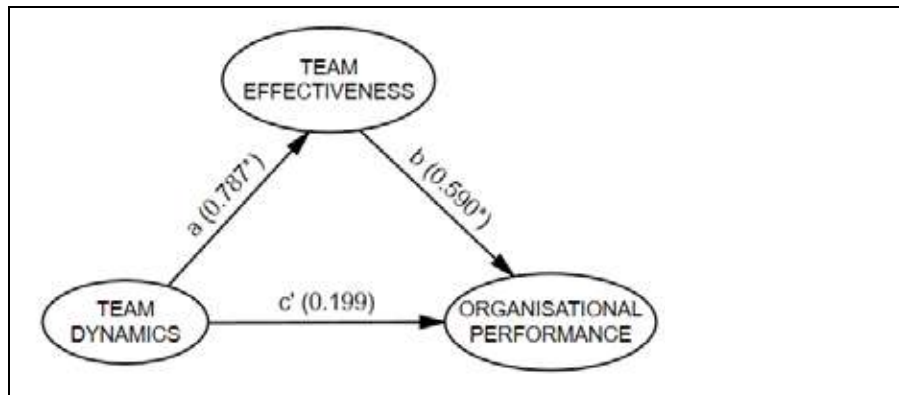 TEAM
EFFECTIVENESS
a (0.787*)
b (0.590*)
TEAM
DYNAMICS
c' (0.199)
ORGANISATIONAL
PERFORMANCE